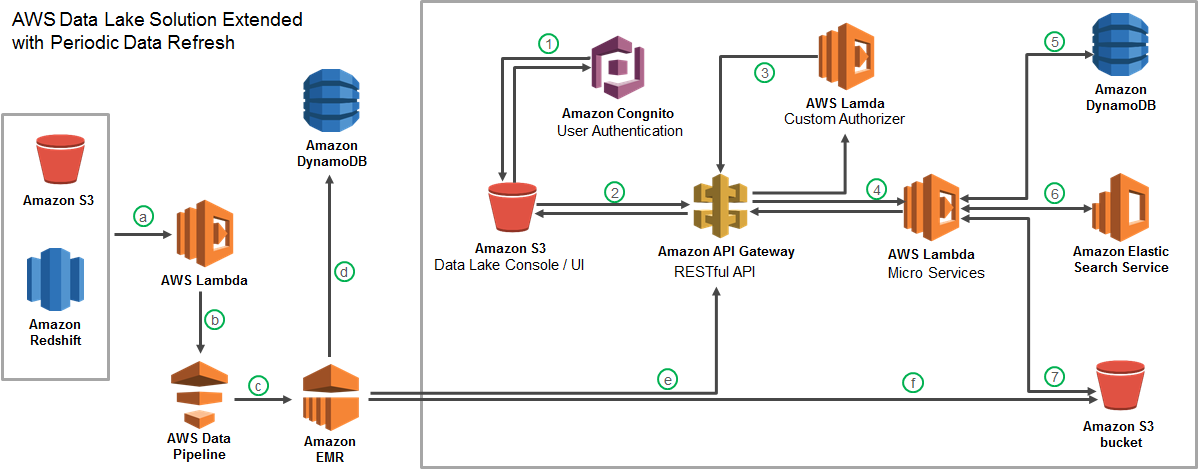 AWS Data Lake Solution Extended
with Periodic Data Refresh
Amazon S3
Amazon
Redshift
a
AWS Lambda
b
AWS Data
Pipeline
c
Amazon
EMR
d
Amazon
DynamoDB
e
f
1
Amazon Congnito
User Authentication
2
Amazon S3
Data Lake Console / UI
3
AWS Lamda
Custom Authorizer
Amazon API Gateway
RESTful API
4
AWS Lambda
Micro Services
5
Amazon
DynamoDB
6
Amazon Elastic
Search Service
7
Amazon S3
bucket